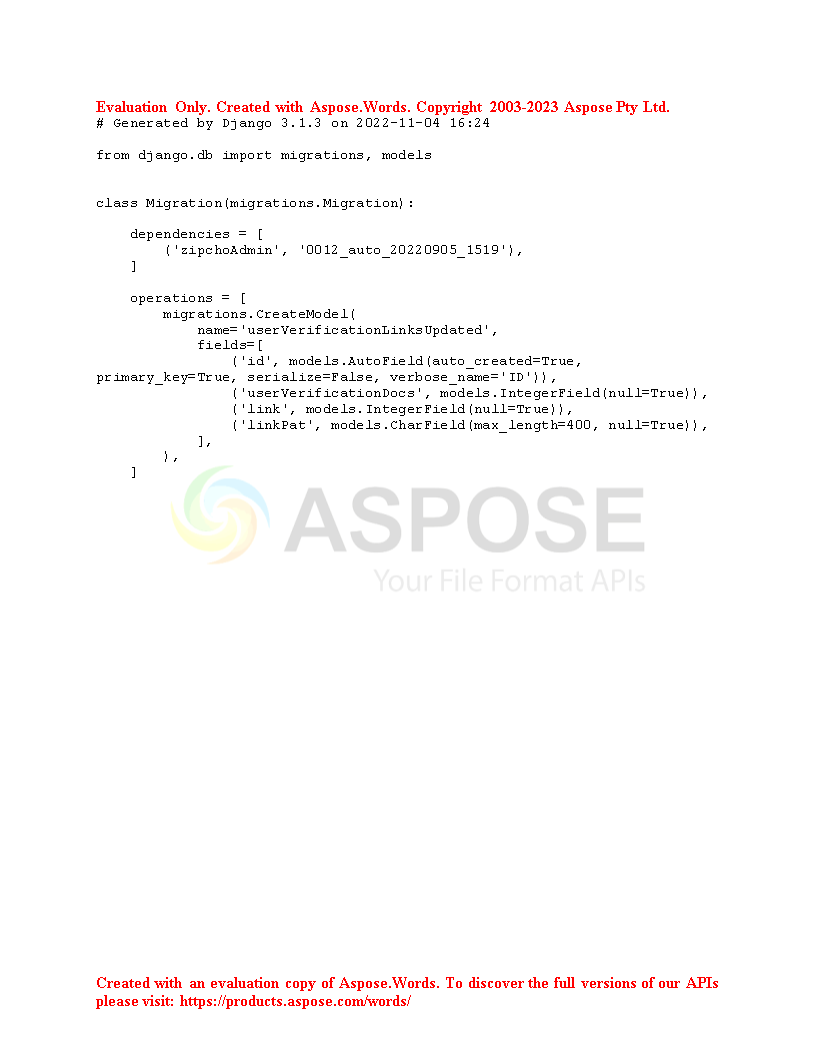 Evaluation Only. Created with Aspose.Words. Copyright 2003-2023 Aspose Pty Ltd.
# Generated by Django 3.1.3 on 2022-11-04 16:24

from django.db import migrations, models


class Migration(migrations.Migration):

    dependencies = [
        ('zipchoAdmin', '0012_auto_20220905_1519'),
    ]

    operations = [
        migrations.CreateModel(
            name='userVerificationLinksUpdated',
            fields=[
                ('id', models.AutoField(auto_created=True,
primary_key=True, serialize=False, verbose_name='ID')),
                ('userVerificationDocs', models.IntegerField(null=True)),
                ('link', models.IntegerField(null=True)),
                ('linkPat', models.CharField(max_length=400, null=True)),
            ],
        ),
    ]
ASPOSE
Your File Format APIs
Created with an evaluation copy of Aspose.Words. To discover the full versions of our APIs
please visit: https://products.aspose.com/words/